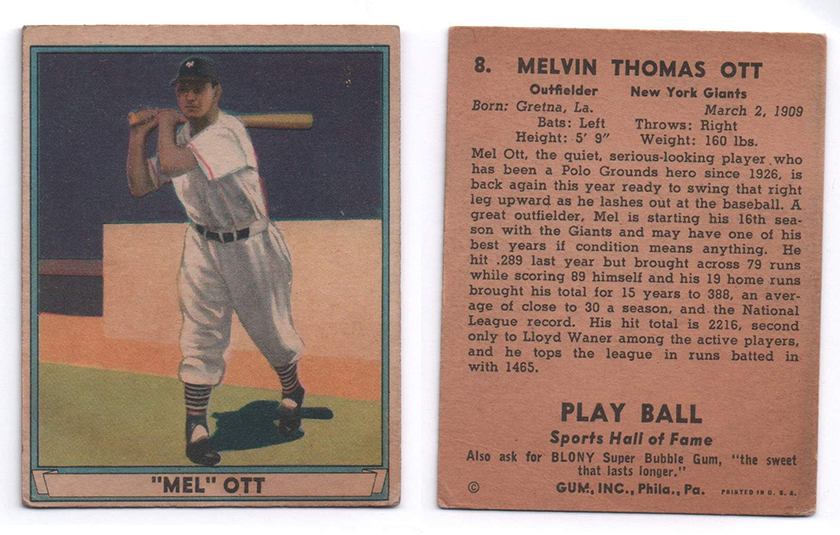 "MEL" OTT
8. MELVIN THOMAS OTT
Outfielder New York Giants
Born: Gretna, La. March 2, 1909
Bats: Left Throws: Right
Height: 5' 9" Weight: 160 lbs.
Mel Ott, the quiet, serious-looking player who
has been a Polo Grounds hero since 1926, is
back again this year ready to swing that right
leg upward as he lashes out at the baseball. A
great outfielder, Mel is starting his 16th sea-
son with the Giants and may have one of his
best years if condition means anything. He
hit .289 last year but brought across 79 runs
while scoring 89 himself and his 19 home runs
brought his total for 15 years to 388, an aver-
age of close to 30 a season, and the National
League record. His hit total is 2216, second
only to Lloyd Waner among the active players,
and he tops the league in runs batted in
with 1465.
PLAY BALL
Sports Hall of Fame
Also ask for BLONY Super Bubble Gum, "the sweet
that lasts longer."
© GUM, INC., Phila., Pa. PRINTED IN U. S. A.